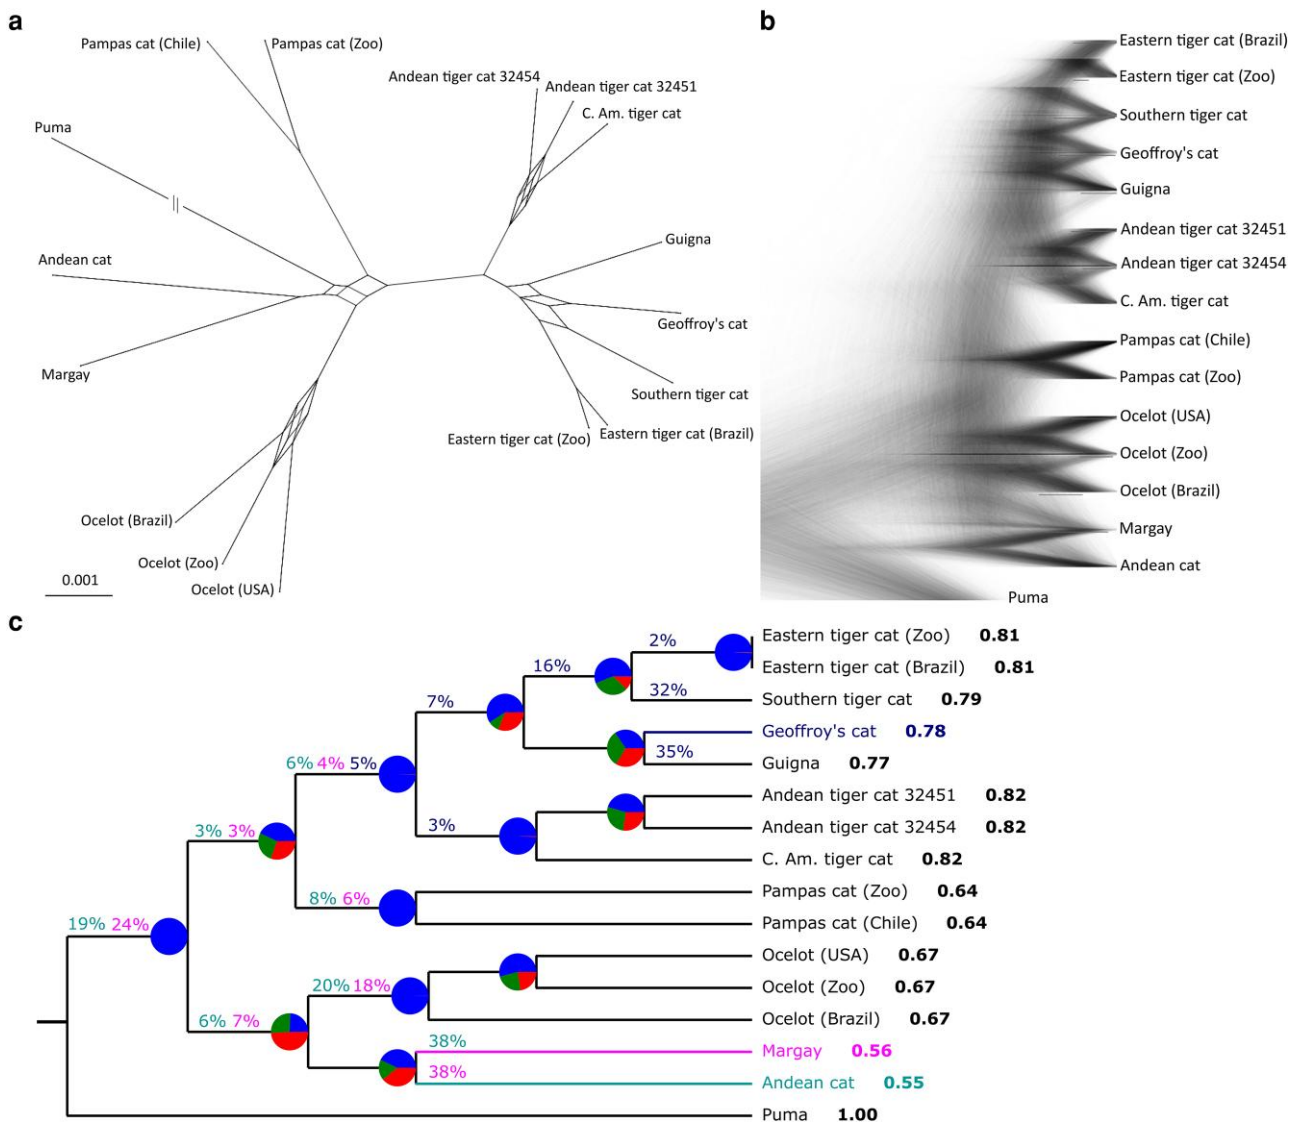 a
Pampas cat (Chile)
Pampas cat (Zoo)
Andean tiger cat 32454
Andean tiger cat 32451
C. Am. tiger cat
Puma
Guigna
Andean cat
Geoffroy's cat
Margay
Southern tiger cat
Eastern tiger cat (Zoo)
Eastern tiger cat (Brazil)
Ocelot (Brazil)
Ocelot (Zoo)
Ocelot (USA)
0.001
b
Eastern tiger cat (Brazil)
Eastern tiger cat (Zoo)
Southern tiger cat
Geoffroy's cat
Guigna
Andean tiger cat 32451
Andean tiger cat 32454
C. Am. tiger cat
Pampas cat (Chile)
Pampas cat (Zoo)
Ocelot (USA)
Ocelot (Zoo)
Ocelot (Brazil)
Margay
Andean cat
Puma
c
2%
Eastern tiger cat (Zoo) 0.81
16%
Eastern tiger cat (Brazil) 0.81
7%
32%
Southern tiger cat 0.79
Geoffroy's cat 0.78
6% 4% 5%
35%
Guigna 0.77
Andean tiger cat 32451 0.82
3% 3%
3%
Andean tiger cat 32454 0.82
C. Am. tiger cat 0.82
8% 6%
Pampas cat (Zoo) 0.64
19% 24%
Pampas cat (Chile) 0.64
Ocelot (USA) 0.67
20% 18%
Ocelot (Zoo) 0.67
6% 7%
Ocelot (Brazil) 0.67
38%
Margay 0.56
38%
Andean cat 0.55
Puma 1.00